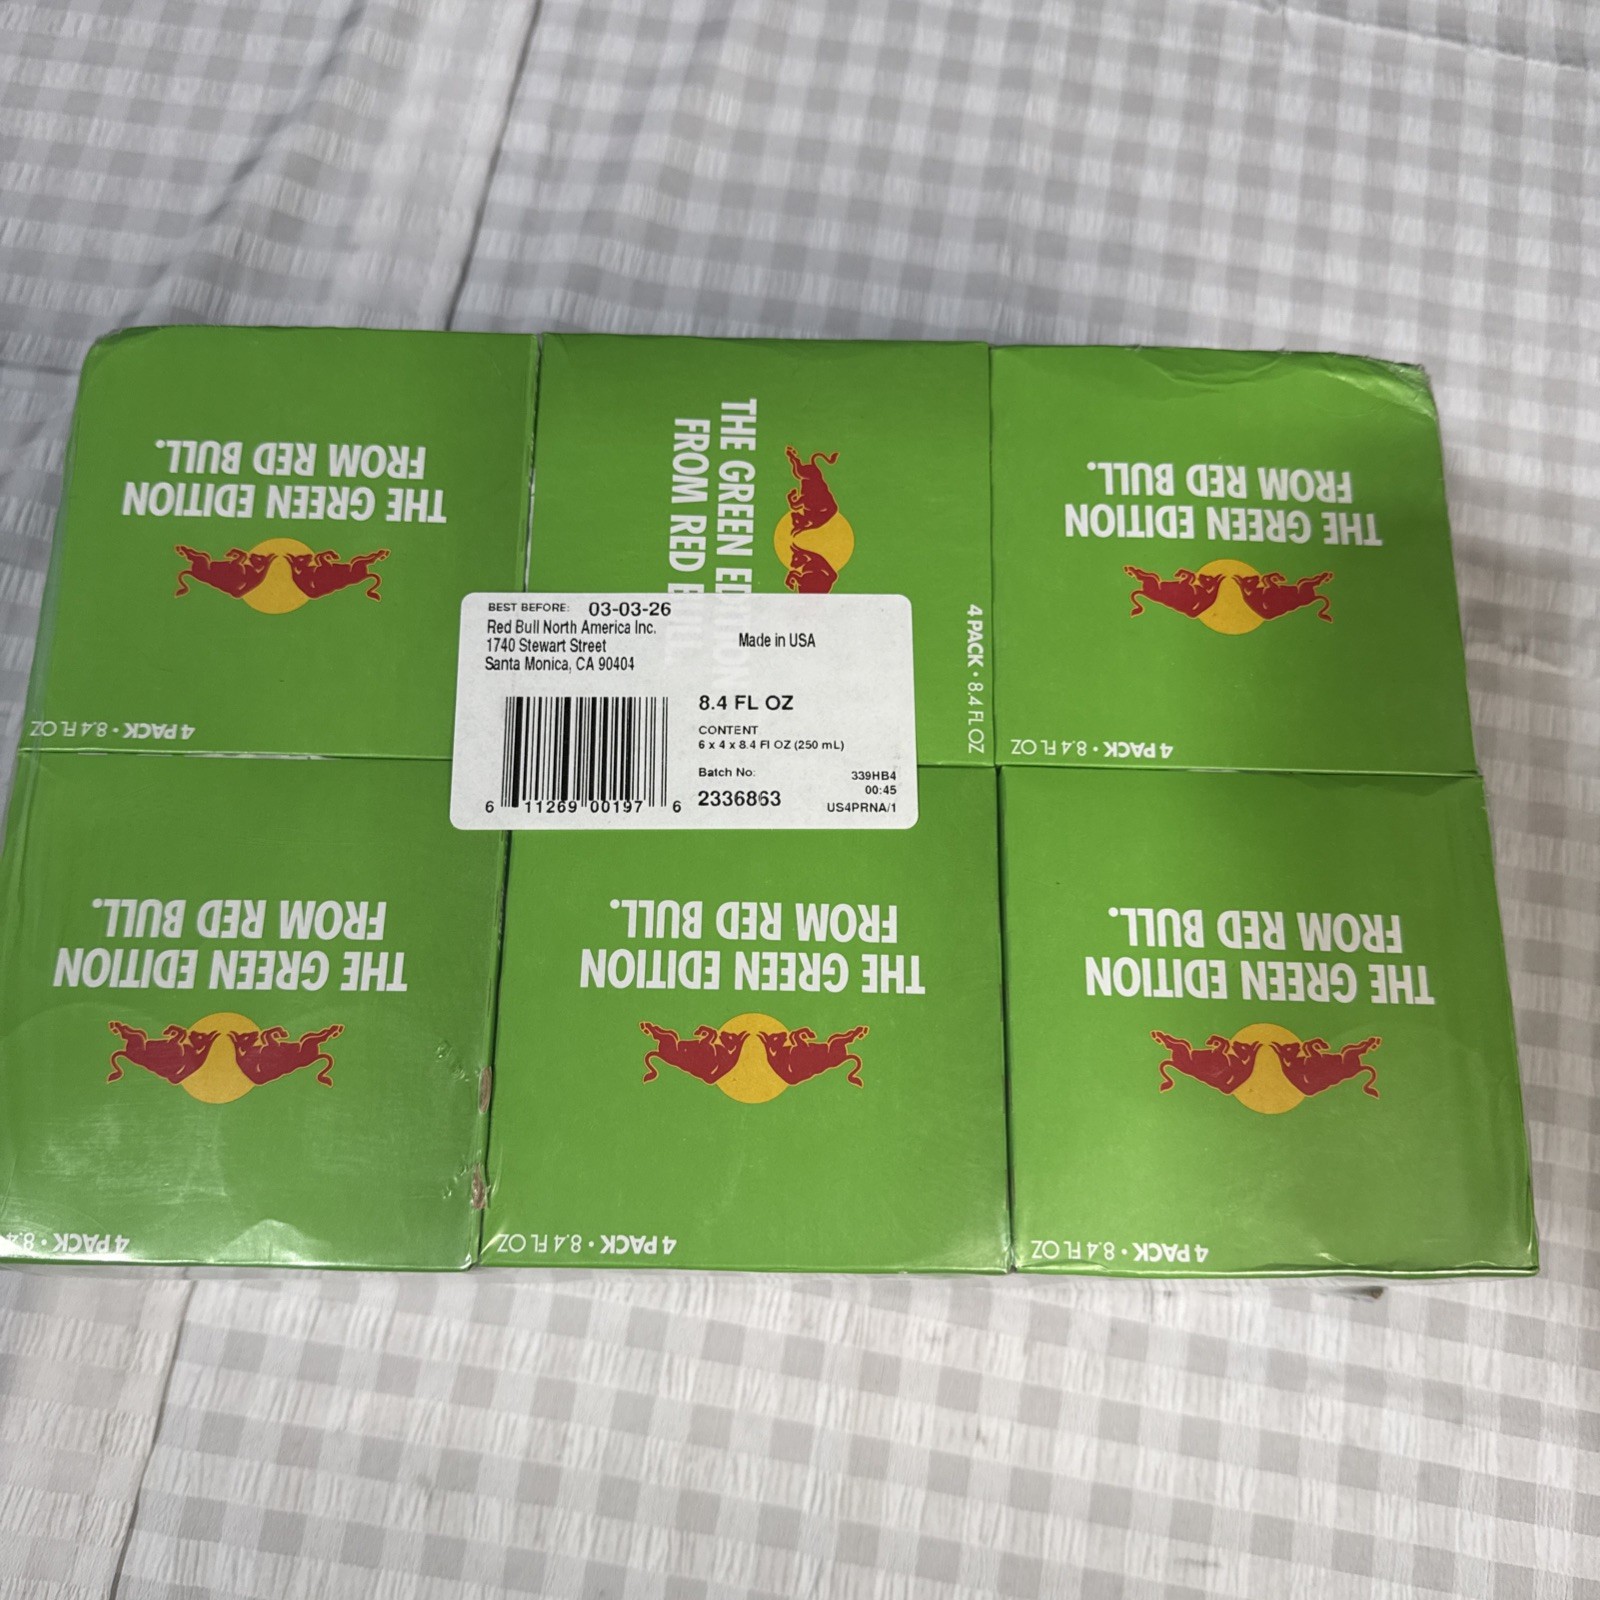 THE GREEN EDITION
FROM RED BULL.
4 PACK • 8.4 FL OZ
THE GREEN EDITION
FROM RED BULL
4 PACK • 8.4 FL OZ
THE GREEN EDITION
FROM RED BULL.
4 PACK • 8.4 FL OZ
BEST BEFORE: 03-03-26
Red Bull North America Inc.
1740 Stewart Street
Santa Monica, CA 90404
Made in USA
8.4 FL OZ
CONTENT
6 x 4 x 8.4 Fl OZ (250 mL)
Batch No:
2336863
339HB4
00:45
US4PRNA/1
6 11269 00197 6
THE GREEN EDITION
FROM RED BULL.
4 PACK • 8.4
THE GREEN EDITION
FROM RED BULL.
4 PACK • 8.4 FL OZ
THE GREEN EDITION
FROM RED BULL.
4 PACK • 8.4 FL OZ